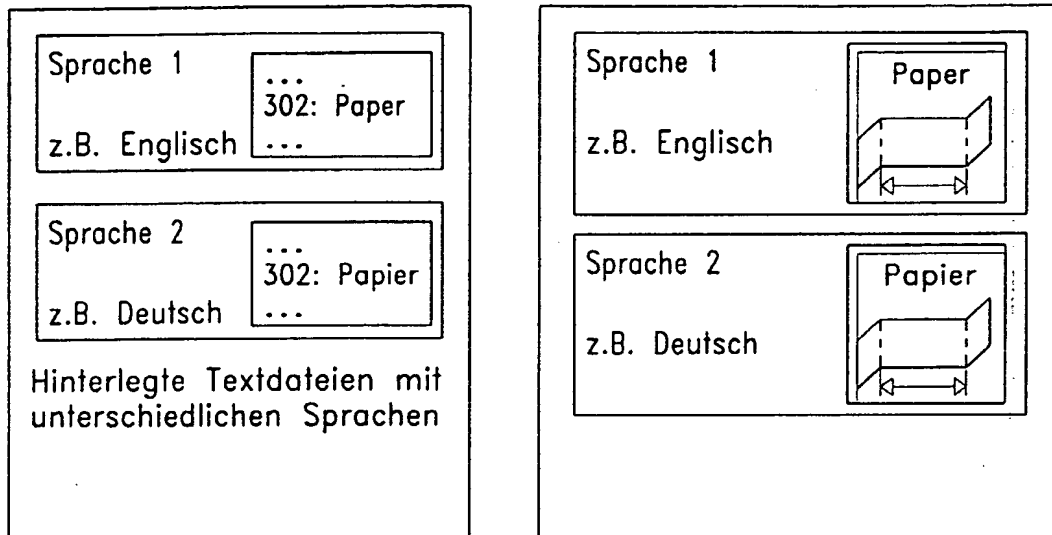 Sprache 1
...
302: Paper
...
z.B. Englisch
Sprache 2
...
302: Papier
...
z.B. Deutsch
Hinterlegte Textdateien mit
unterschiedlichen Sprachen
Sprache 1
Paper
z.B. Englisch
Sprache 2
Papier
z.B. Deutsch